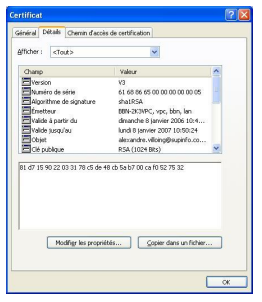 Certificat
Général Détails Chemin d'accès de certification
Afficher : <Tout>
Champ Valeur
Version V3
Numéro de série 61 68 86 65 00 00 00 00 00 05
Algorithme de signature sha1RSA
Émetteur BBN-2K3VPC, vpc, bbn, lan
Valide à partir du dimanche 8 janvier 2006 10:4...
Valide jusqu'au lundi 8 janvier 2007 10:50:24
Objet alexandre.villoing@supinfo.co...
Clé publique RSA (1024 Bits)
81 d7 15 90 22 03 31 78 c5 de 48 cb 5a b7 00 ca f0 52 75 32
Modifier les propriétés... Copier dans un fichier...
OK